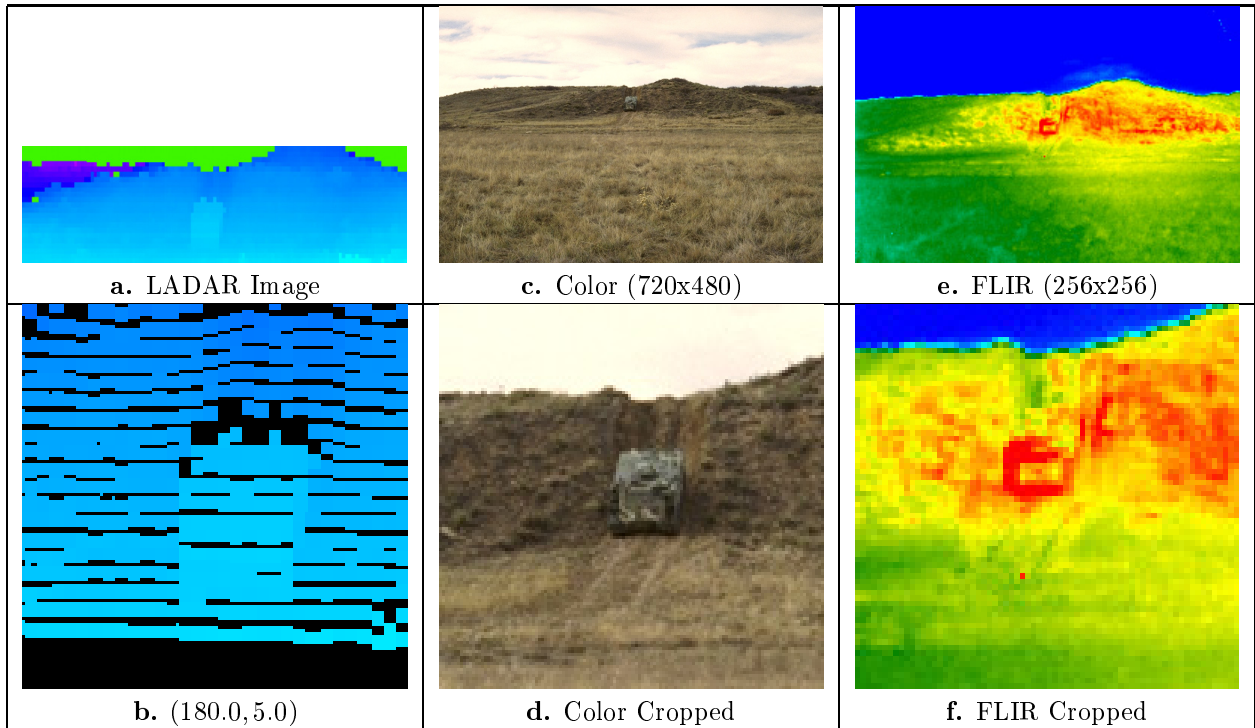 a. LADAR Image
c. Color (720x480)
e. FLIR (256x256)
b. (180.0, 5.0)
d. Color Cropped
f. FLIR Cropped